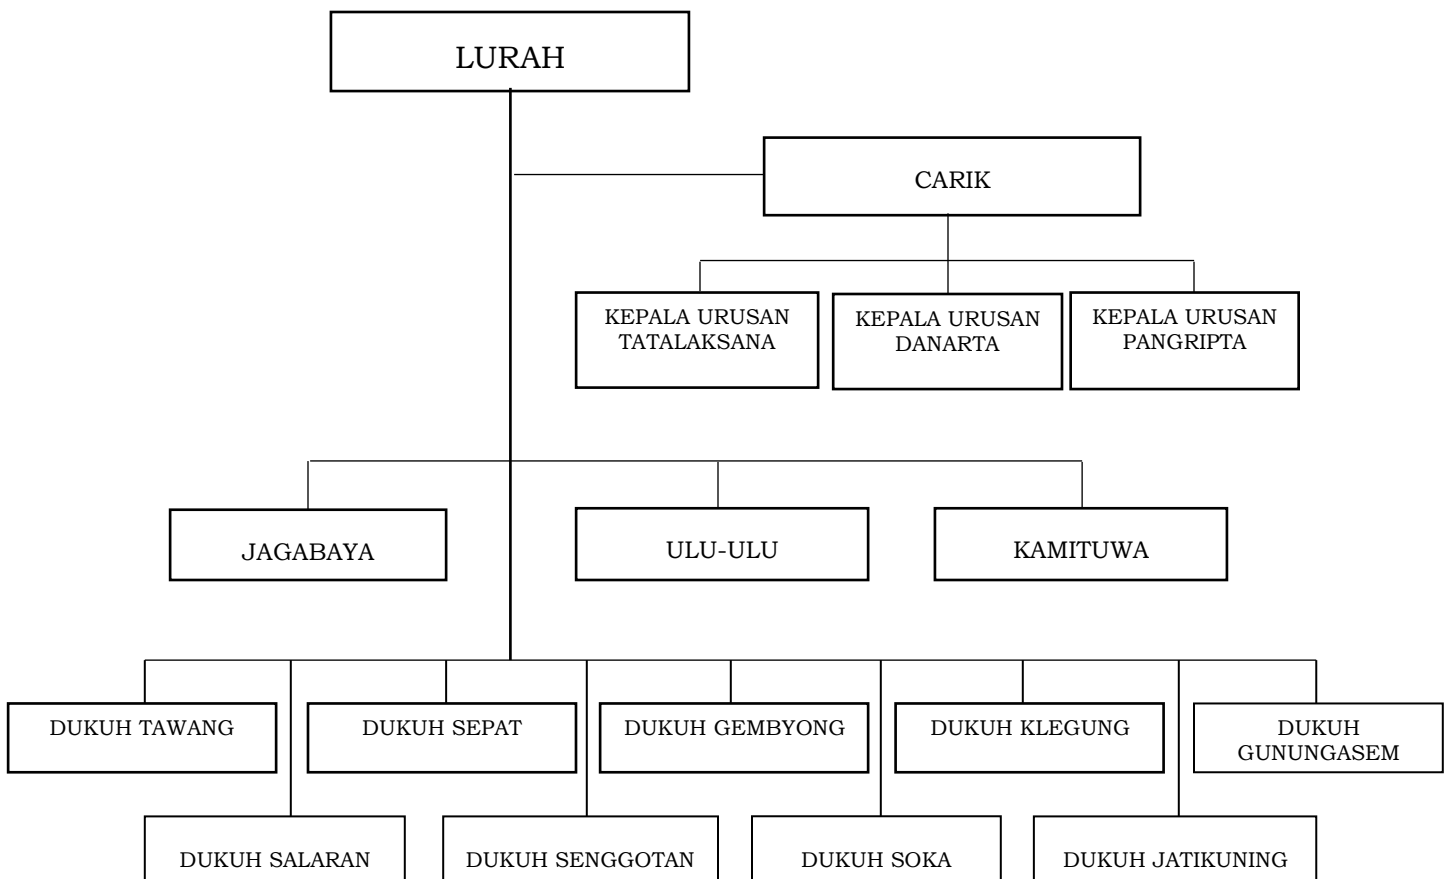 LURAH
CARIK
KEPALA URUSAN
TATALAKSANA
KEPALA URUSAN
DANARTA
KEPALA URUSAN
PANGRIPTA
JAGABAYA
ULU-ULU
KAMITUWA
DUKUH TAWANG
DUKUH SEPAT
DUKUH GEMBYONG
DUKUH KLEGUNG
DUKUH
GUNUNGASEM
DUKUH SALARAN
DUKUH SENGGOTAN
DUKUH SOKA
DUKUH JATIKUNING